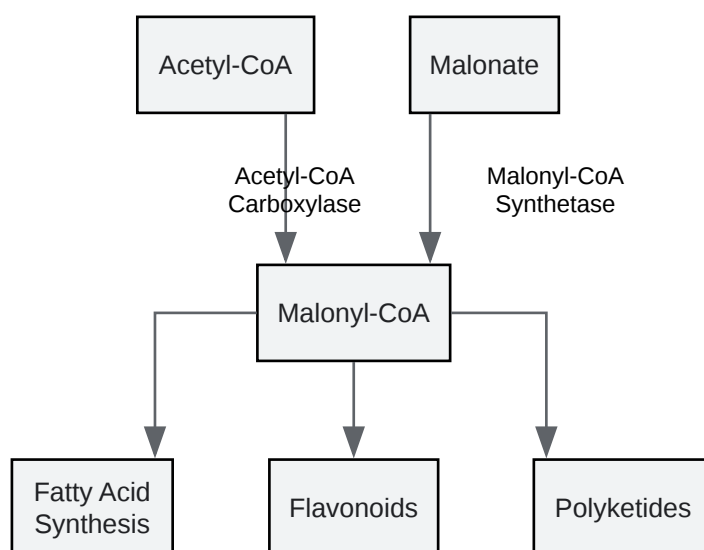 Acetyl-CoA
Malonate
Acetyl-CoA
Carboxylase
Malonyl-CoA
Synthetase
Malonyl-CoA
Fatty Acid
Synthesis
Flavonoids
Polyketides